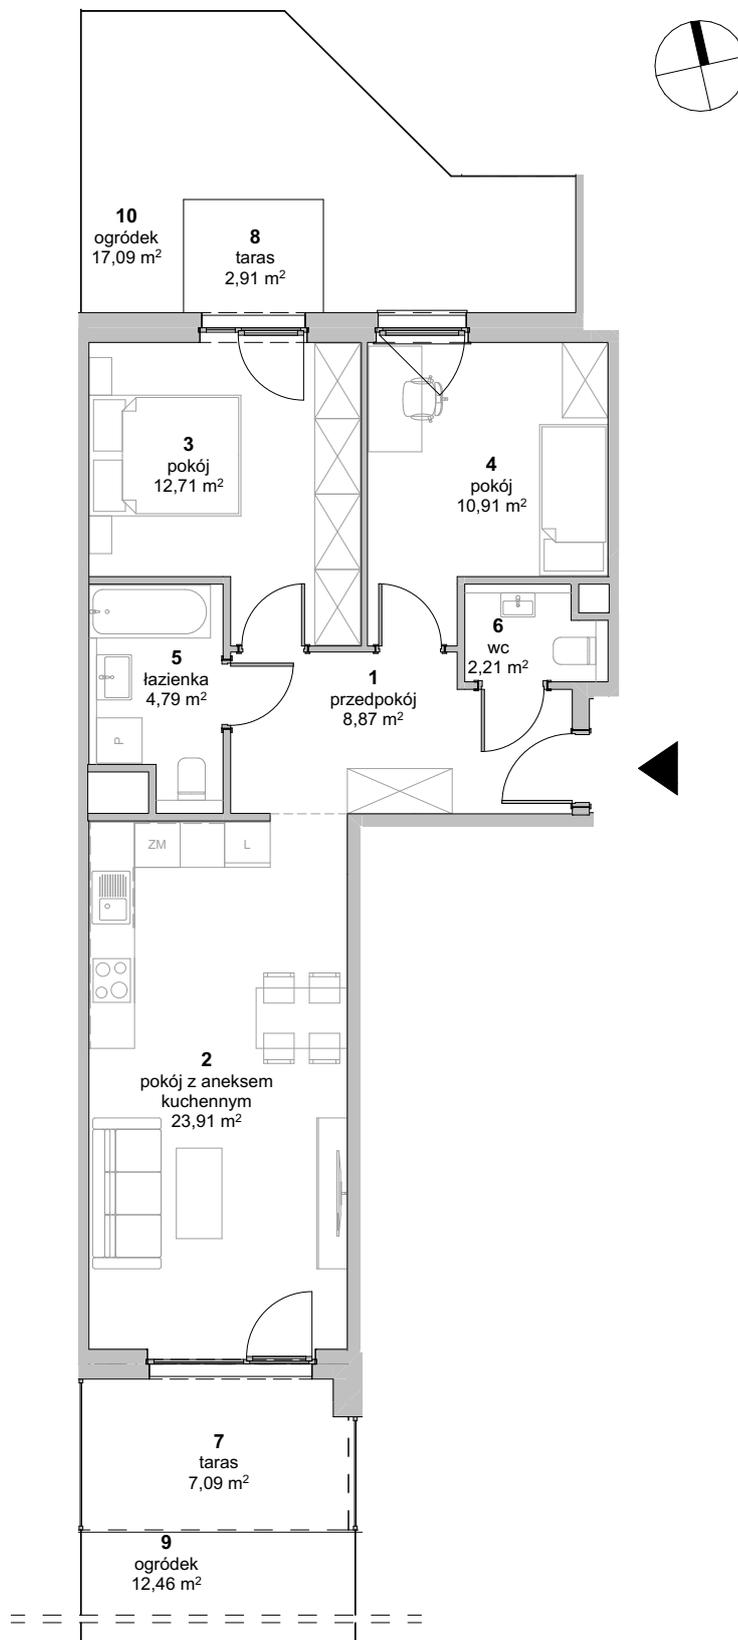 10
ogródek
17,09 m²
8
taras
2,91 m²
3
pokój
12,71 m²
4
pokój
10,91 m²
6
wc
2,21 m²
5
łazienka
4,79 m²
1
przedpokój
8,87 m²
P
ZM
L
2
pokój z aneksem
kuchennym
23,91 m²
7
taras
7,09 m²
9
ogródek
12,46 m²